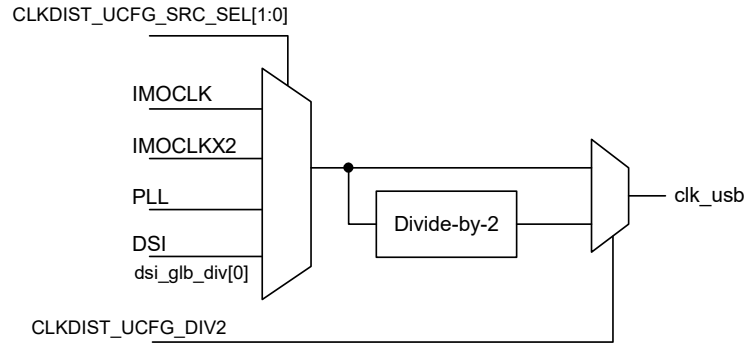 CLKDIST_UCFG_SRC_SEL[1:0]
IMOCLK
IMOCLKX2
PLL
clk_usb
Divide-by-2
DSI
dsi_glb_div[0]
CLKDIST_UCFG_DIV2